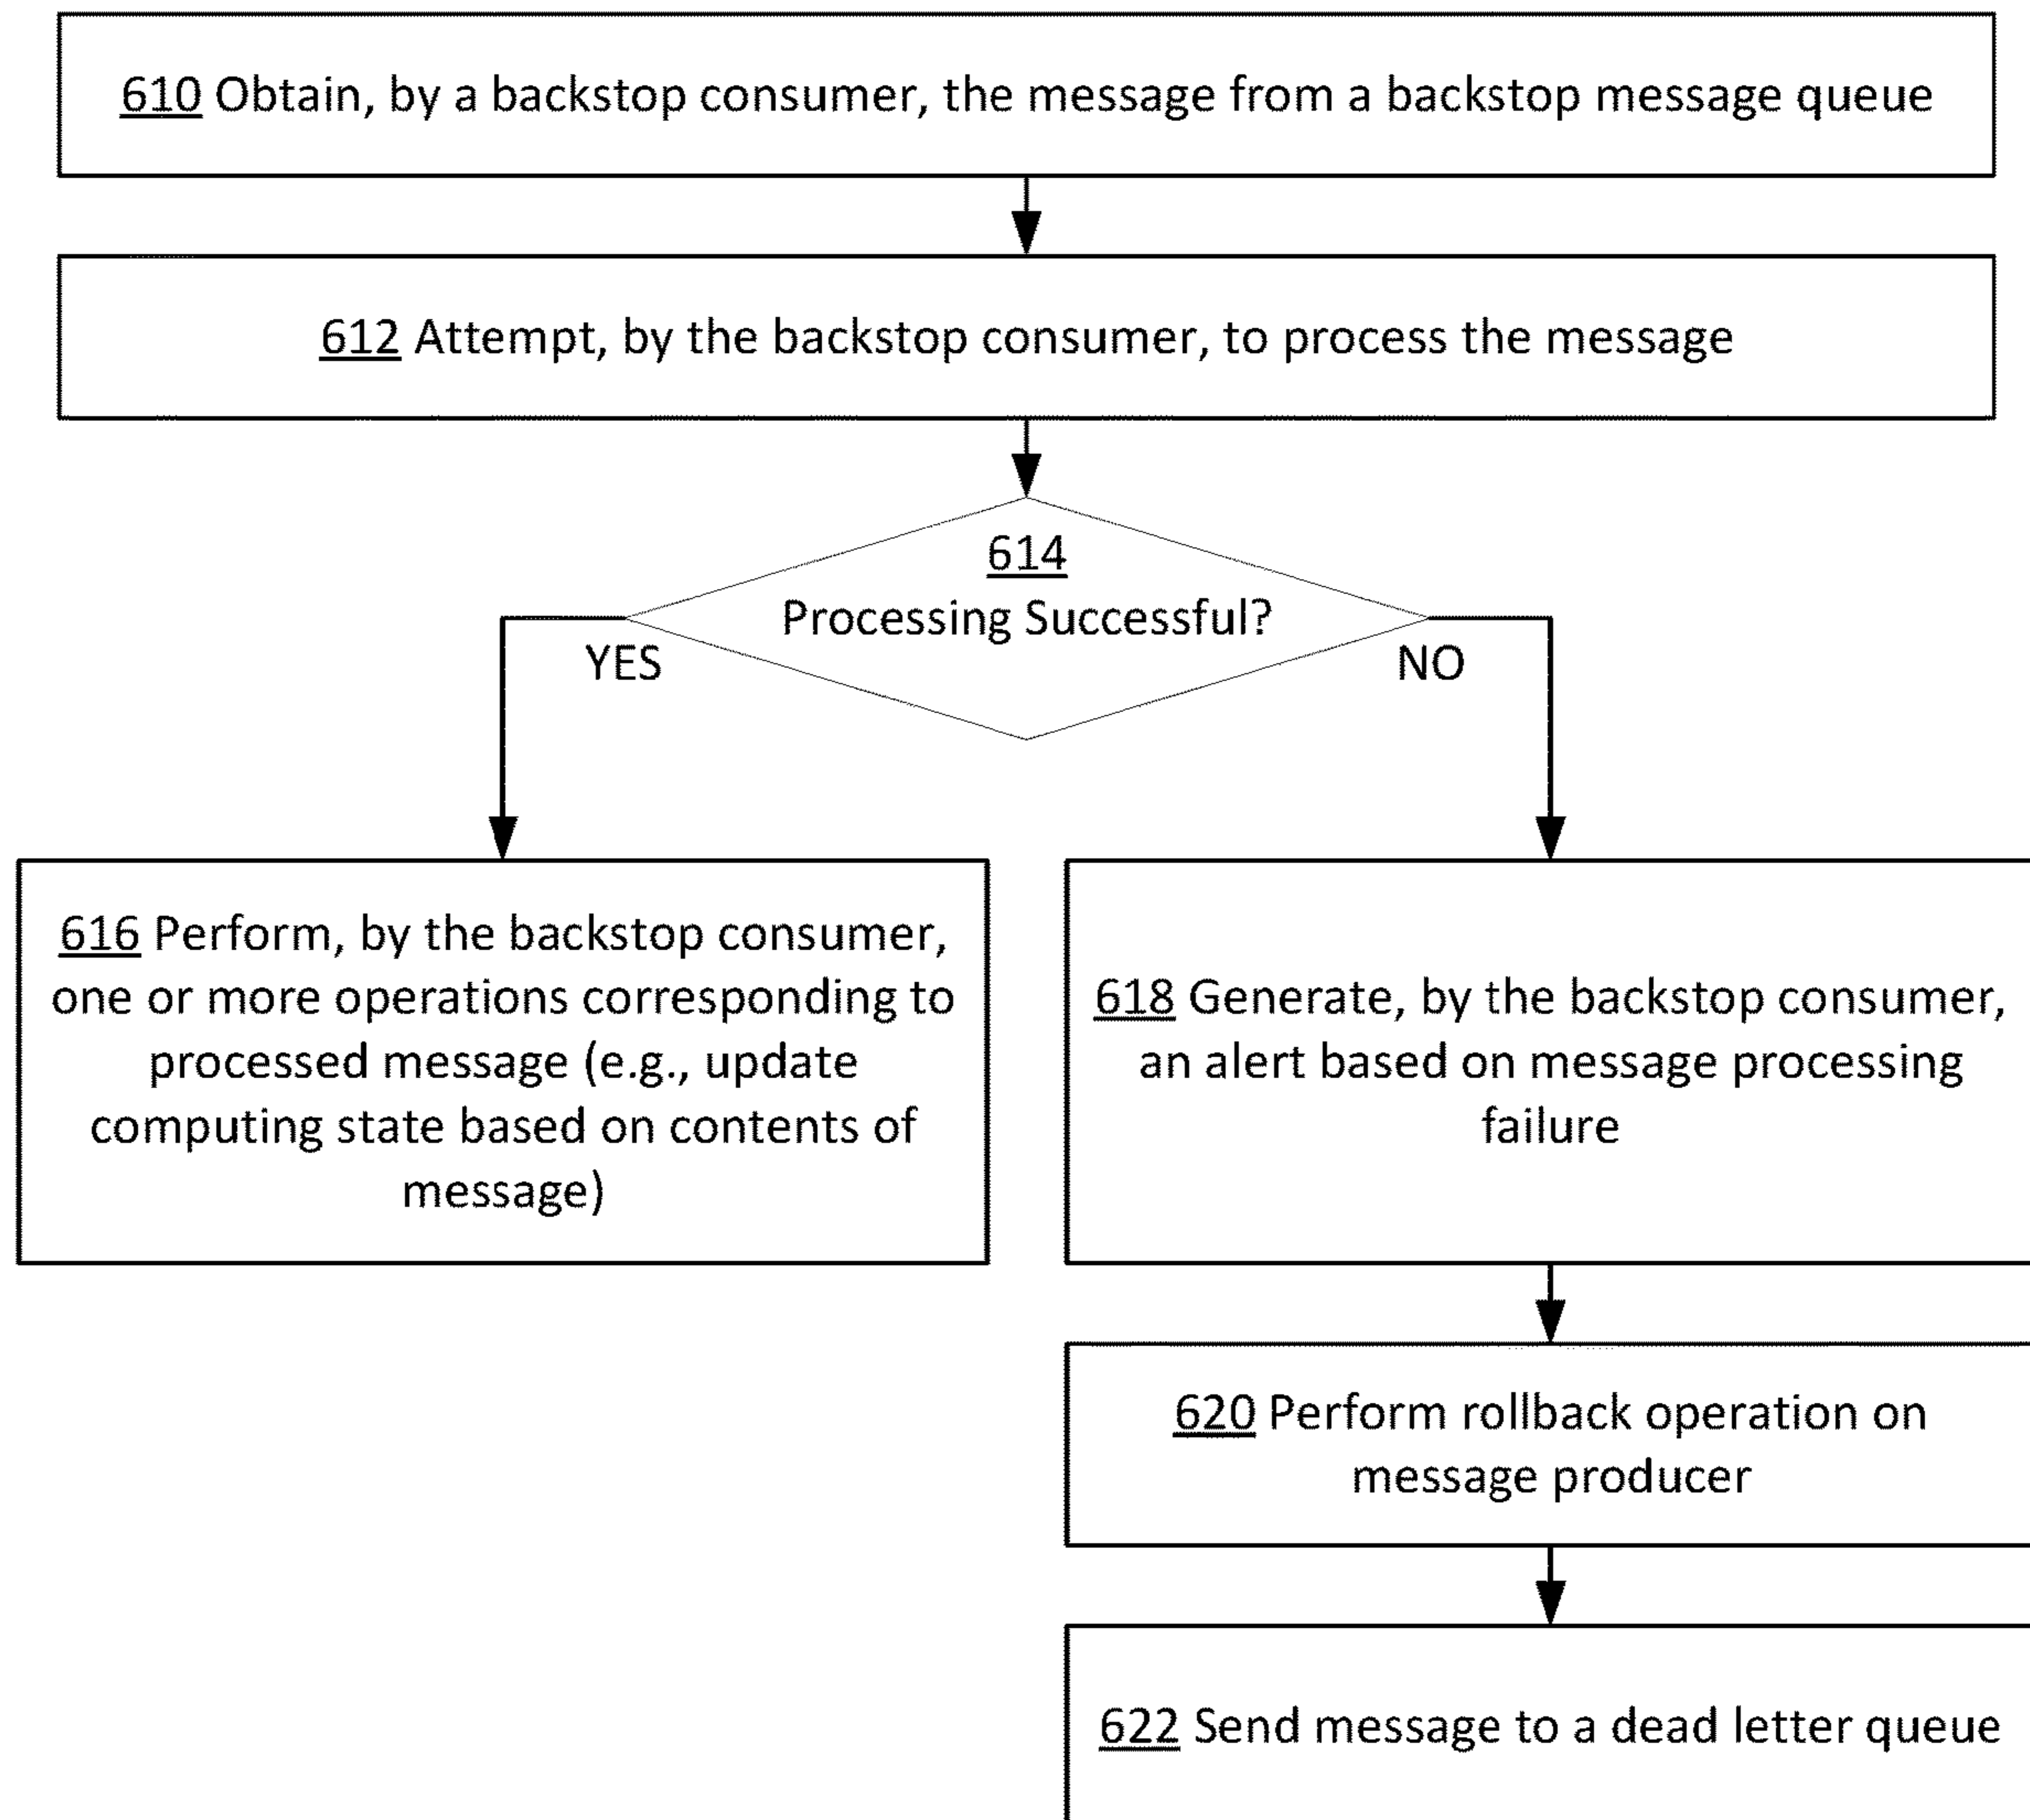 610 Obtain, by a backstop consumer, the message from a backstop message queue
612 Attempt, by the backstop consumer, to process the message
614
Processing Successful?
YES
NO
616 Perform, by the backstop consumer,
one or more operations corresponding to
processed message (e.g., update
computing state based on contents of
message)
618 Generate, by the backstop consumer,
an alert based on message processing
failure
620 Perform rollback operation on
message producer
622 Send message to a dead letter queue